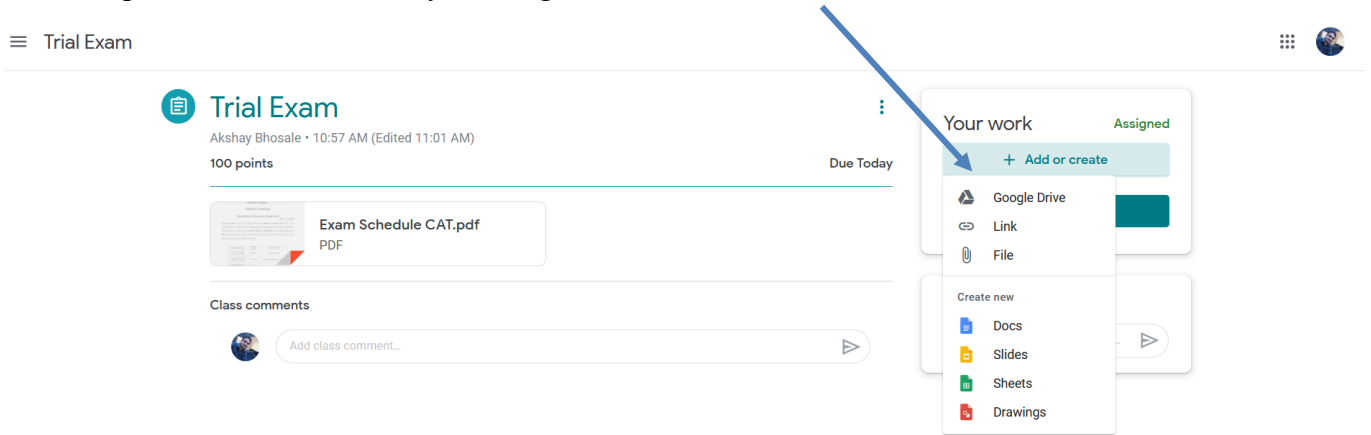 Trial Exam
Trial Exam
Akshay Bhosale • 10:57 AM (Edited 11:01 AM)
100 points
Due Today
Exam Schedule CAT.pdf
PDF
Class comments
Add class comment...
Your work
Assigned
+ Add or create
Google Drive
Link
File
Create new
Docs
Slides
Sheets
Drawings